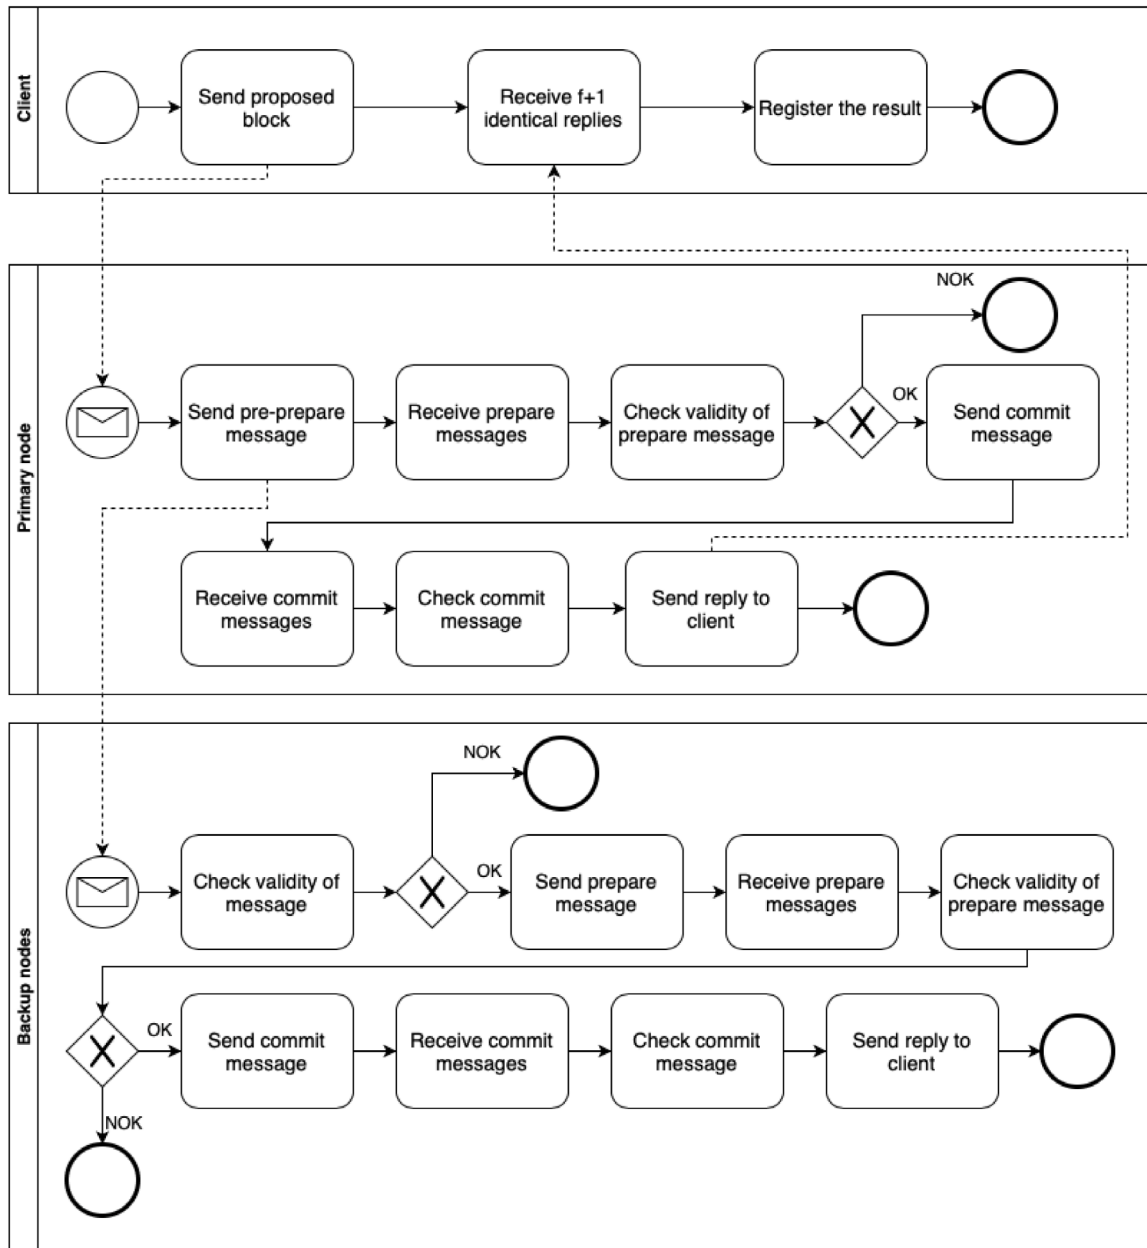 Client
Send proposed
block
Receive f+1
identical replies
Register the result
Primary node
NOK
Send pre-prepare
message
Receive prepare
messages
Check validity of
prepare message
OK
Send commit
message
Receive commit
messages
Check commit
message
Send reply to
client
Backup nodes
NOK
Check validity of
message
OK
Send prepare
message
Receive prepare
messages
Check validity of
prepare message
OK
Send commit
message
Receive commit
messages
Check commit
message
Send reply to
client
NOK